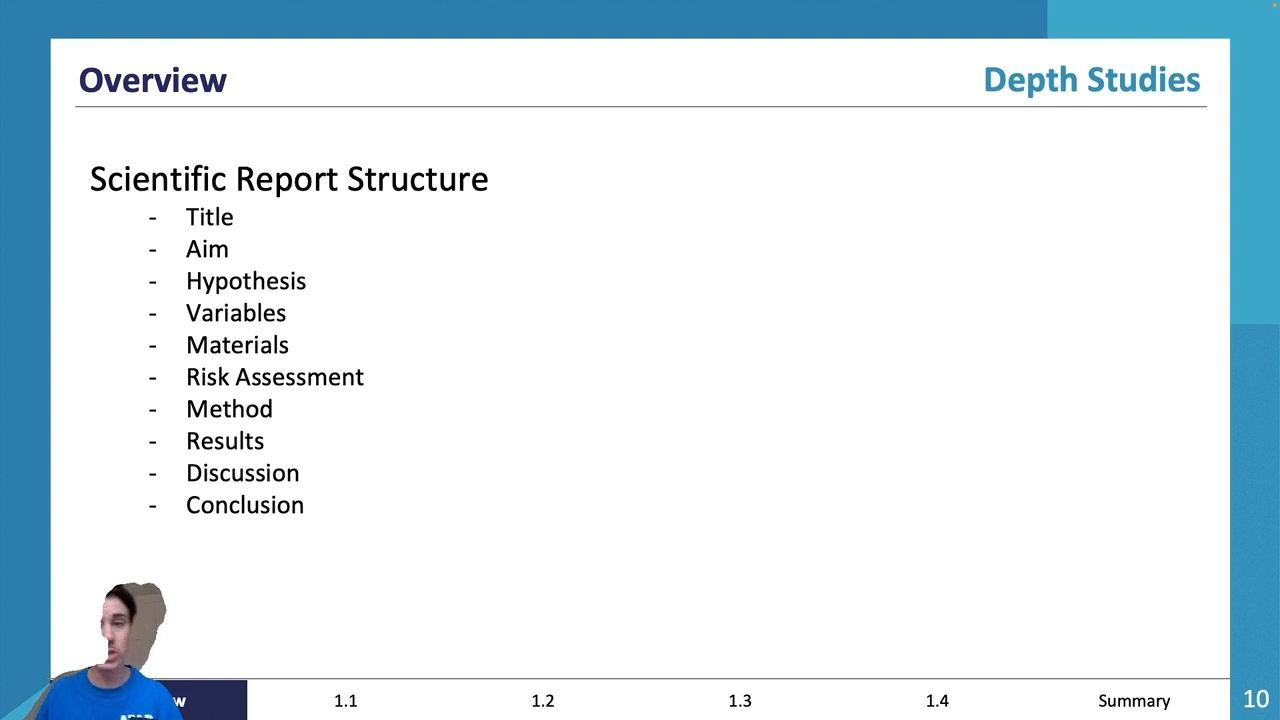 Overview
Depth Studies
Scientific Report Structure
- Title
- Aim
- Hypothesis
- Variables
- Materials
- Risk Assessment
- Method
- Results
- Discussion
- Conclusion
1.1
1.2
1.3
1.4
Summary
10